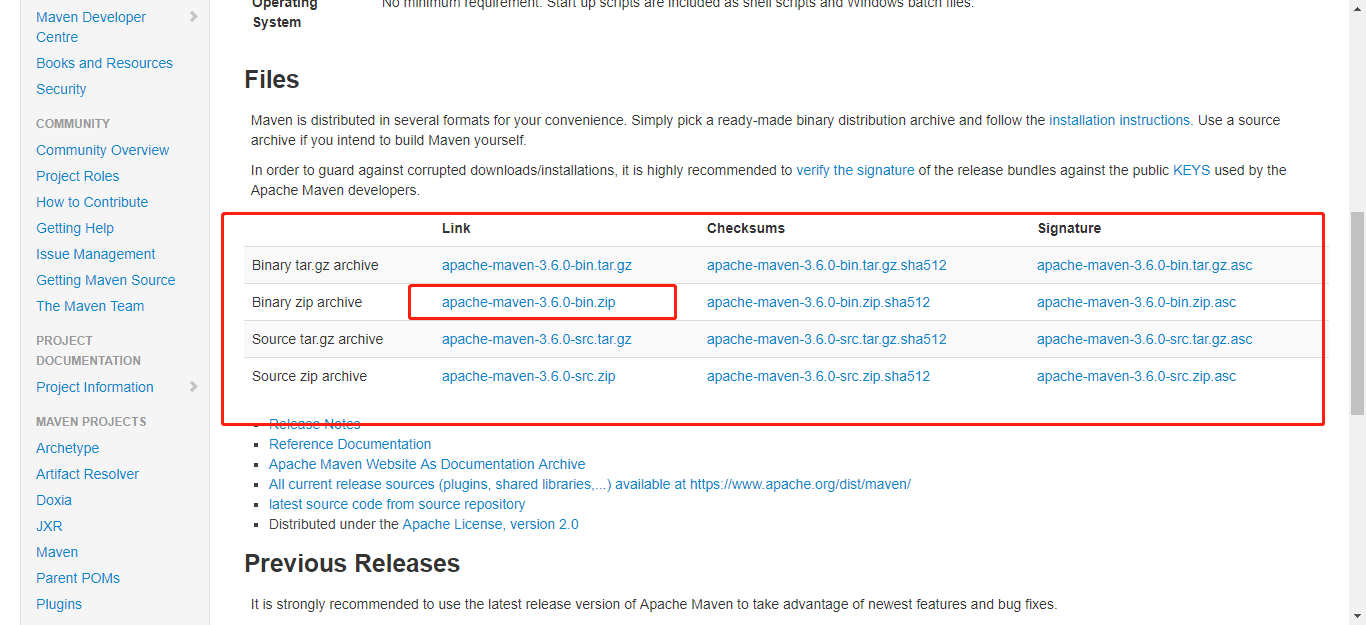 Maven Developer
Centre
Books and Resources
Security
COMMUNITY
Community Overview
Project Roles
How to Contribute
Getting Help
Issue Management
Getting Maven Source
The Maven Team
PROJECT
DOCUMENTATION
Project Information
MAVEN PROJECTS
Archetype
Artifact Resolver
Doxia
JXR
Maven
Parent POMs
Plugins
Operating No minimum requirement. Start up scripts are included as shell scripts and Windows batch files.
System
Files
Maven is distributed in several formats for your convenience. Simply pick a ready-made binary distribution archive and follow the installation instructions. Use a source
archive if you intend to build Maven yourself.
In order to guard against corrupted downloads/installations, it is highly recommended to verify the signature of the release bundles against the public KEYS used by the
Apache Maven developers.
Link Checksums Signature
Binary tar.gz archive apache-maven-3.6.0-bin.tar.gz apache-maven-3.6.0-bin.tar.gz.sha512 apache-maven-3.6.0-bin.tar.gz.asc
Binary zip archive apache-maven-3.6.0-bin.zip apache-maven-3.6.0-bin.zip.sha512 apache-maven-3.6.0-bin.zip.asc
Source tar.gz archive apache-maven-3.6.0-src.tar.gz apache-maven-3.6.0-src.tar.gz.sha512 apache-maven-3.6.0-src.tar.gz.asc
Source zip archive apache-maven-3.6.0-src.zip apache-maven-3.6.0-src.zip.sha512 apache-maven-3.6.0-src.zip.asc
Release Notes
Reference Documentation
Apache Maven Website As Documentation Archive
All current release sources (plugins, shared libraries,...) available at https://www.apache.org/dist/maven/
latest source code from source repository
Distributed under the Apache License, version 2.0
Previous Releases
It is strongly recommended to use the latest release version of Apache Maven to take advantage of newest features and bug fixes.